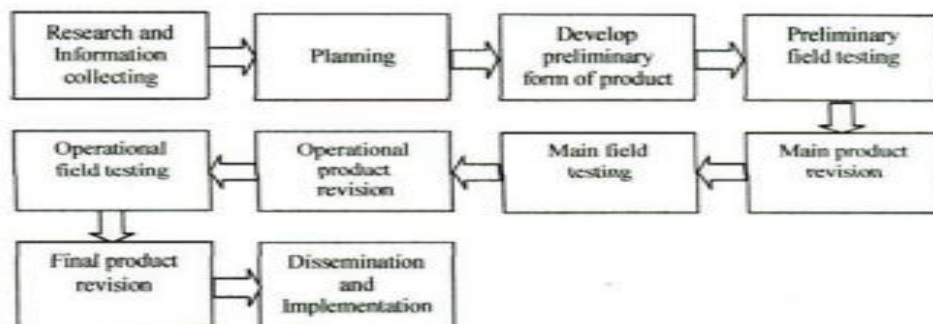 Research and
Information
collecting
Planning
Develop
preliminary
form of product
Preliminary
field testing
Main product
revision
Main field
testing
Operational
product
revision
Operational
field testing
Final product
revision
Dissemination
and
Implementation